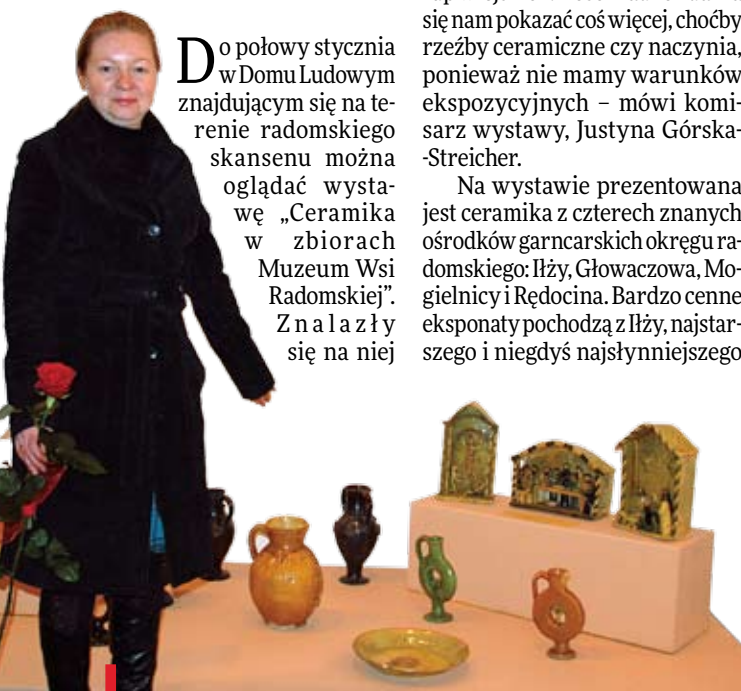 Do połowy stycznia
w Domu Ludowym
znajdującym się na te-
renie radomskiego
skansenu można
oglądać wysta-
wę „Ceramika
w zbiorach
Muzeum Wsi
Radomskiej”.
Znalazły
się na niej
się nam pokazać coś więcej, choćby
rzeźby ceramiczne czy naczynia,
ponieważ nie mamy warunków
ekspozycyjnych – mówi komi-
sarz wystawy, Justyna Górska-
-Streicher.
Na wystawie prezentowana
jest ceramika z czterech znanych
ośrodków garncarskich okręgu ra-
domskiego: Iłży, Głowaczowa, Mo-
gielnicy i Rędocina. Bardzo cenne
eksponaty pochodzą z Iłży, najstar-
szego i niegdyś najsłynniejszego